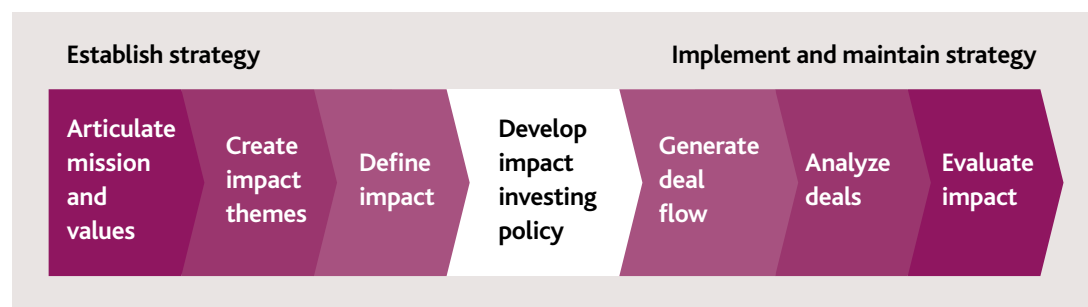 Establish strategy
Implement and maintain strategy
Articulate
mission
and
values
Create
impact
themes
Define
impact
Develop
impact
investing
policy
Generate
deal
flow
Analyze
deals
Evaluate
impact